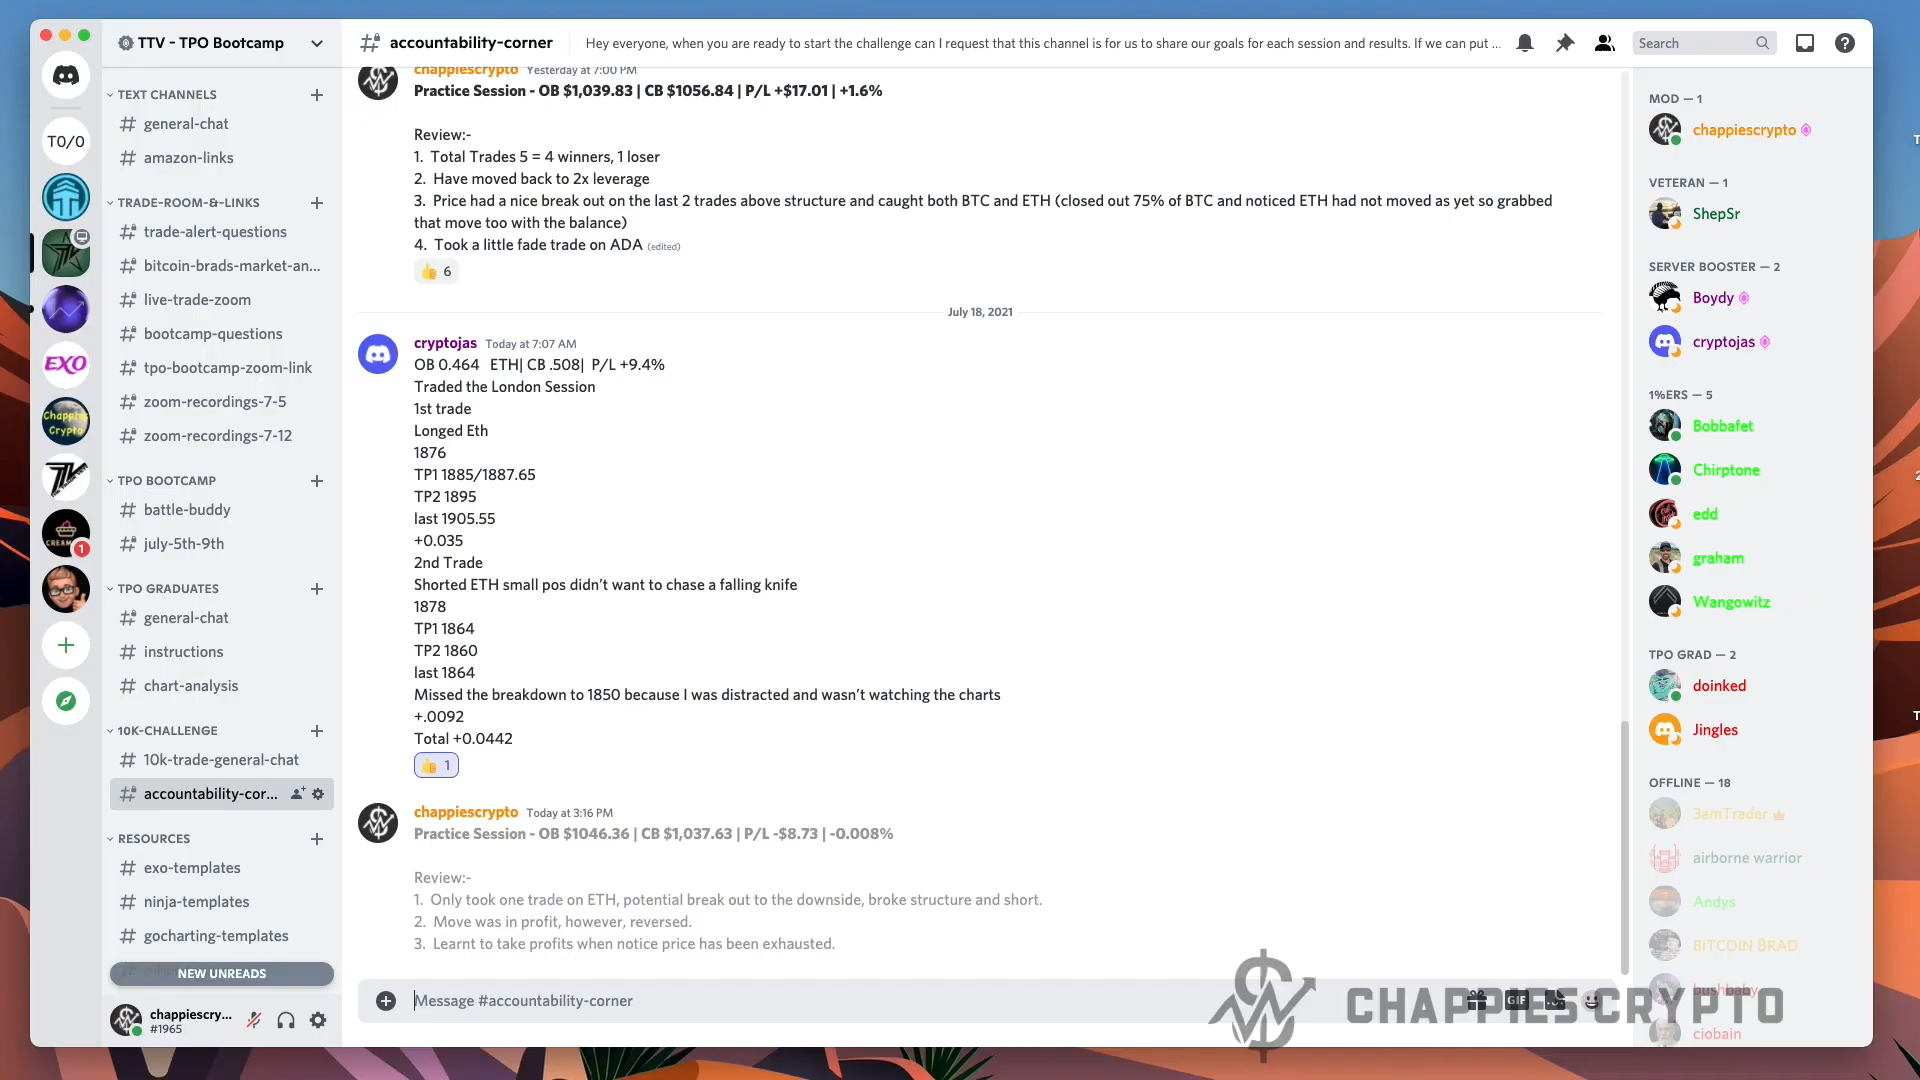 TTV - TPO Bootcamp
accountability-corner
Hey everyone, when you are ready to start the challenge can I request that this channel is for us to share our goals for each session and results. If we can put ...
Search
T0/0
EXO
Chappies
Crypto
CREAM
1
TEXT CHANNELS
general-chat
amazon-links
TRADE-ROOM-&-LINKS
trade-alert-questions
bitcoin-brads-market-an...
live-trade-zoom
bootcamp-questions
tpo-bootcamp-zoom-link
zoom-recordings-7-5
zoom-recordings-7-12
TPO BOOTCAMP
battle-buddy
july-5th-9th
TPO GRADUATES
general-chat
instructions
chart-analysis
10K-CHALLENGE
10k-trade-general-chat
accountability-cor...
RESOURCES
exo-templates
ninja-templates
gocharting-templates
NEW UNREADS
chappiescry...
#1965
chappiescrypto Yesterday at 7:00 PM
Practice Session - OB $1,039.83 | CB $1056.84 | P/L +$17.01 | +1.6%
Review:-
1. Total Trades 5 = 4 winners, 1 loser
2. Have moved back to 2x leverage
3. Price had a nice break out on the last 2 trades above structure and caught both BTC and ETH (closed out 75% of BTC and noticed ETH had not moved as yet so grabbed
that move too with the balance)
4. Took a little fade trade on ADA (edited)
6
July 18, 2021
cryptojas Today at 7:07 AM
OB 0.464 ETH| CB .508| P/L +9.4%
Traded the London Session
1st trade
Longed Eth
1876
TP1 1885/1887.65
TP2 1895
last 1905.55
+0.035
2nd Trade
Shorted ETH small pos didn't want to chase a falling knife
1878
TP1 1864
TP2 1860
last 1864
Missed the breakdown to 1850 because I was distracted and wasn't watching the charts
+.0092
Total +0.0442
1
chappiescrypto Today at 3:16 PM
Practice Session - OB $1046.36 | CB $1,037.63 | P/L -$8.73 | -0.008%
Review:-
1. Only took one trade on ETH, potential break out to the downside, broke structure and short.
2. Move was in profit, however, reversed.
3. Learnt to take profits when notice price has been exhausted.
Message #accountability-corner
GIF
MOD — 1
chappiescrypto
VETERAN — 1
ShepSr
SERVER BOOSTER — 2
Boydy
cryptojas
1%ERS — 5
Bobbafet
Chirptone
edd
graham
Wangowitz
TPO GRAD — 2
doinked
Jingles
OFFLINE — 18
3amTrader
airborne warrior
Andys
BITCOIN BRAD
bushbaby
ciobain
CHAPPIES CRYPTO